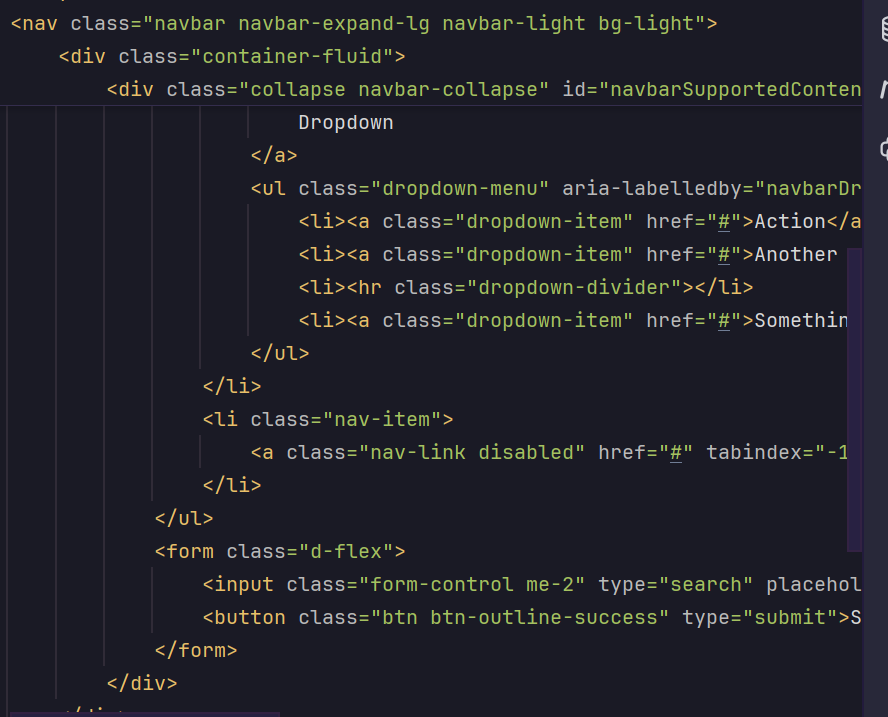 <nav class="navbar navbar-expand-lg navbar-light bg-light">
<div class="container-fluid">
<div class="collapse navbar-collapse" id="navbarSupportedConten
Dropdown
</a>
<ul class="dropdown-menu" aria-labelledby="navbarDr
<li><a class="dropdown-item" href="#">Action</a
<li><a class="dropdown-item" href="#">Another
<li><hr class="dropdown-divider"></li>
<li><a class="dropdown-item" href="#">Somethin
</ul>
</li>
<li class="nav-item">
<a class="nav-link disabled" href="#" tabindex="-1
</li>
</ul>
<form class="d-flex">
<input class="form-control me-2" type="search" placehol
<button class="btn btn-outline-success" type="submit">S
</form>
</div>